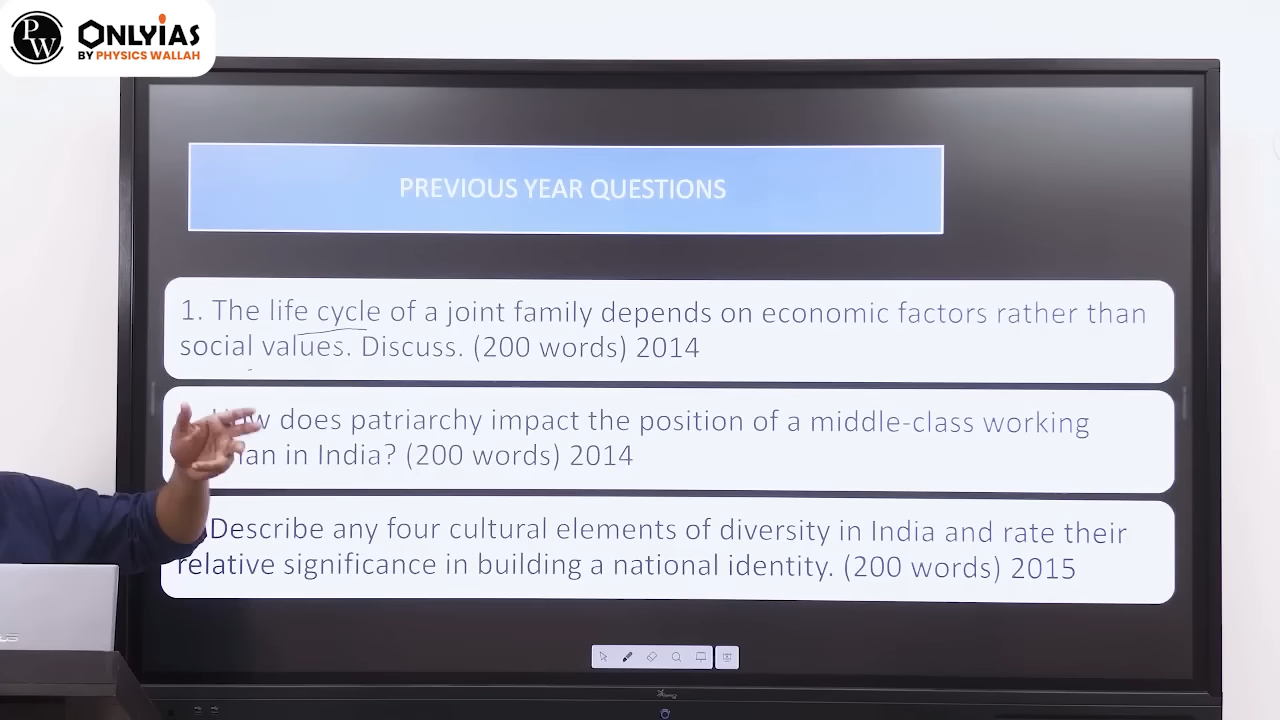 PW
ONLYIAS
BY PHYSICS WALLAH
PREVIOUS YEAR QUESTIONS
1. The life cycle of a joint family depends on economic factors rather than
social values. Discuss. (200 words) 2014
does patriarchy impact the position of a middle-class working
in India? (200 words) 2014
Describe any four cultural elements of diversity in India and rate their
relative significance in building a national identity. (200 words) 2015